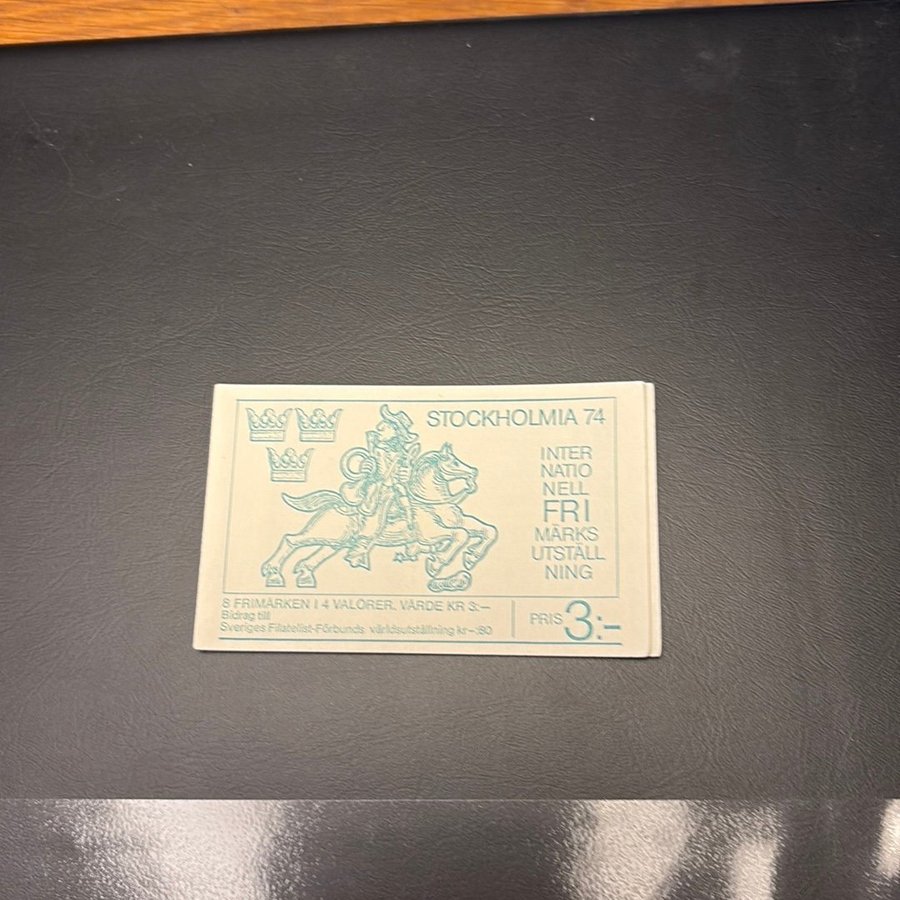 STOCKHOLMIA 74
INTER
NATIO
NELL
FRI
MÄRKS
UTSTÄLL
NING
8 FRIMÄRKEN I 4 VALÖRER. VÄRDE KR 3:–
Bidrag till
Sveriges Filatelist-Förbunds världsutställning kr –:80
PRIS 3:–